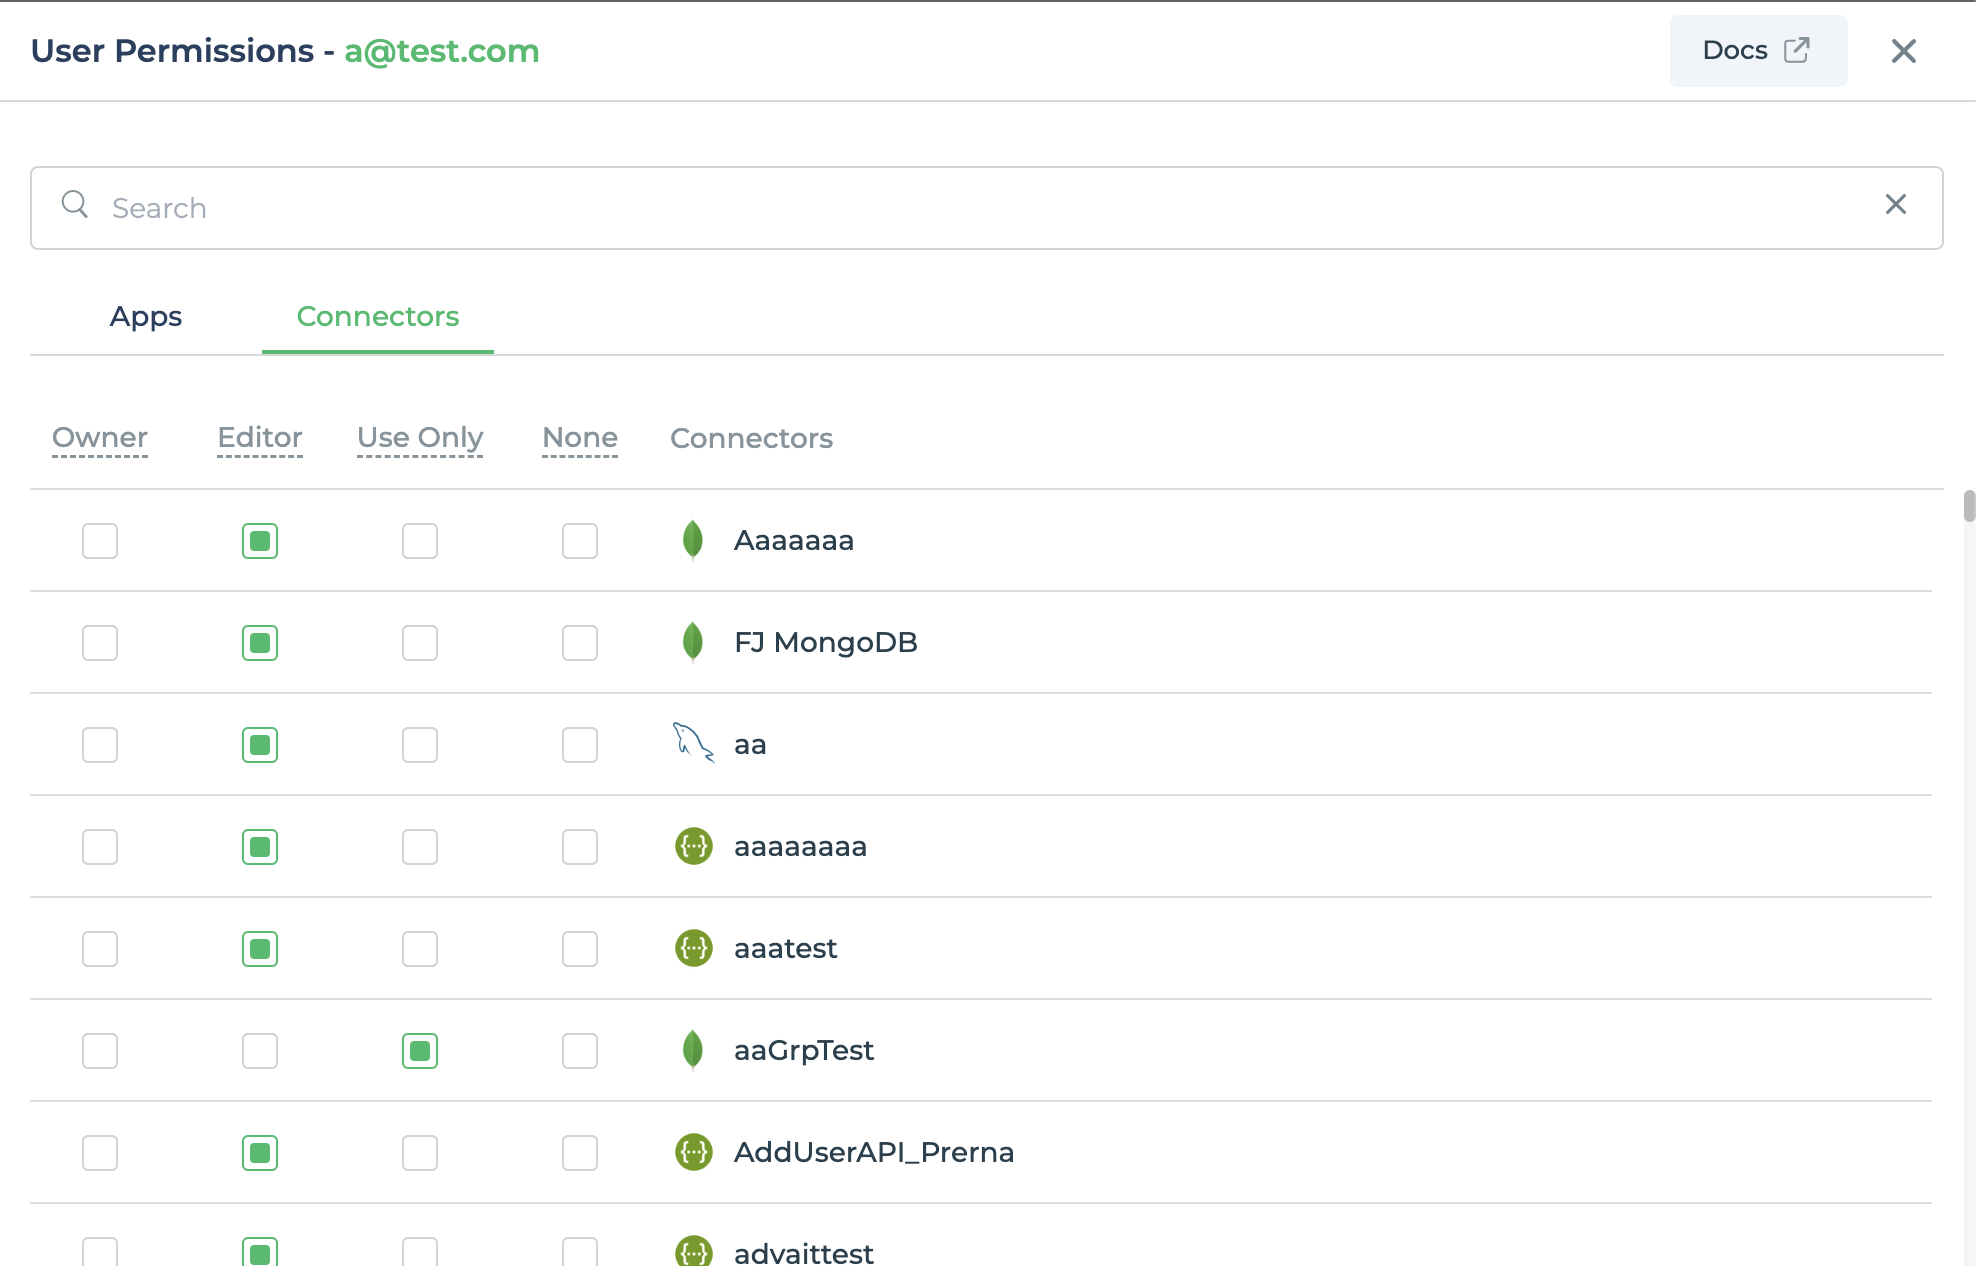 User Permissions - a@test.com
Docs
Search
Apps Connectors
Owner Editor Use Only None Connectors
Aaaaaaa
FJ MongoDB
aa
aaaaaaaa
aaatest
aaGrpTest
AddUserAPI_Prerna
advaittest